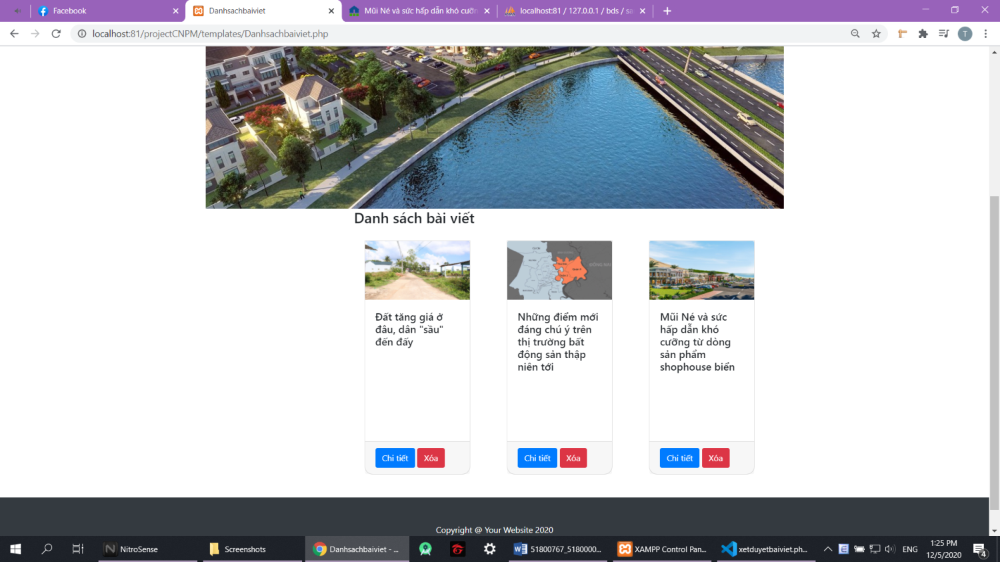 Facebook
Danhsachbaiviet
Mũi Né và sức hấp dẫn khó cưỡn
localhost:81 / 127.0.0.1 / bds / sa
localhost:81/projectCNPM/templates/Danhsachbaiviet.php
T
Danh sách bài viết
Đất tăng giá ở
đâu, dân "sầu"
đến đấy
ĐỒNG NAI
Những điểm mới
đáng chú ý trên
thị trường bất
động sản thập
niên tới
Mũi Né và sức
hấp dẫn khó
cưỡng từ dòng
sản phẩm
shophouse biển
Chi tiết Xóa
Chi tiết Xóa
Chi tiết Xóa
Copyright @ Your Website 2020
NitroSense
Screenshots
Danhsachbaiviet - ...
51800767_5180000...
XAMPP Control Pan...
xetduyetbaiviet.ph...
ENG
1:25 PM
12/5/2020
4